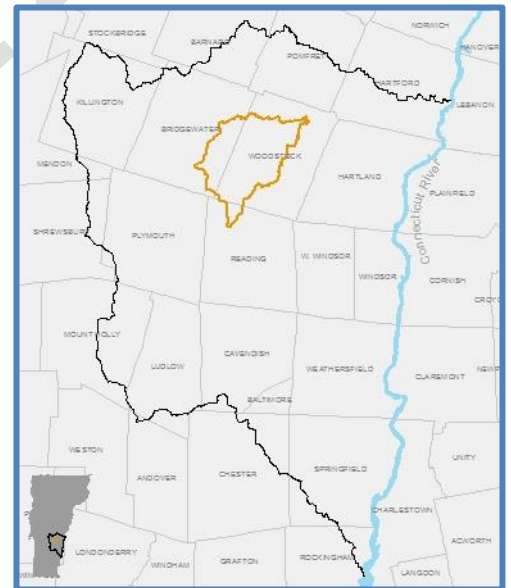 NORWICH
STOCKBRIDGE
BARNARD
HANOVER
POMFRET
HARTFORD
KILLINGTON
LEBANON
BRIDGEWATER
WOODSTOCK
MENDON
HARTLAND
PLAINFIELD
Connecticut River
SHREWSBURY
PLYMOUTH
READING
W. WINDSOR
WINDSOR
CORNISH
MOUNT HOLLY
CAVENDISH
LUDLOW
WEATHERSFIELD
CLAREMONT
BALTIMORE
WESTON
UNITY
SPRINGFIELD
ANDOVER
CHESTER
CHARLESTOWN
ACWORTH
LONDONDERRY
ROCKINGHAM
WINDHAM
GRAFTON
LANGDON